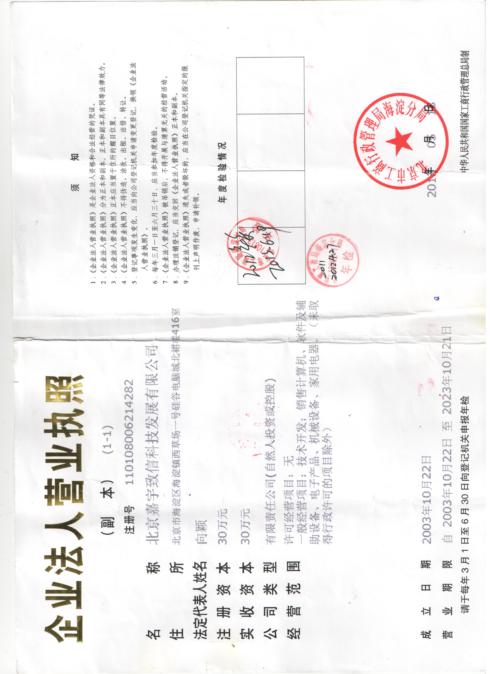 企业法人营业执照
(副 本) (1-1)
注册号 110108006214282
名 称 北京嘉宇致信科技发展有限公司
住 所 北京市海淀区海淀镇西草场一号硅谷电脑城北裙楼416室
法定代表人姓名 向颖
注 册 资 本 30万元
实 收 资 本 30万元
公 司 类 型 有限责任公司(自然人投资或控股)
经 营 范 围 许可经营项目：无
一般经营项目：技术开发；销售计算机、软件及辅
助设备、电子产品、机械设备、家用电器。（未取
得行政许可的项目除外）
成 立 日 期 2003年10月22日
营 业 期 限 自 2003年10月22日 至 2023年10月21日
请于每年3月1日至6月30日向登记机关申报年检
须 知
1.《企业法人营业执照》是企业法人资格和合法经营的凭证。
2.《企业法人营业执照》分为正本和副本，正本和副本具有同等法律效力。
3.《企业法人营业执照》正本应当置于住所的醒目位置。
4.《企业法人营业执照》不得伪造、涂改、出租、出借、转让。
5.登记事项发生变化，应当向公司登记机关申请变更登记，换领《企业法
人营业执照》。
6.每年三月一日至六月三十日，应当参加年度检验。
7.《企业法人营业执照》被吊销后，不得开展与清算无关的经营活动。
8.办理注销登记，应当交回《企业法人营业执照》正本和副本。
9.《企业法人营业执照》遗失或者毁坏的，应当在公司登记机关指定的报
刊上声明作废，申请补领。
年度检验情况
2011
年检
北京市工商行政管理局海淀分局
年 月 日
中华人民共和国国家工商行政管理总局制